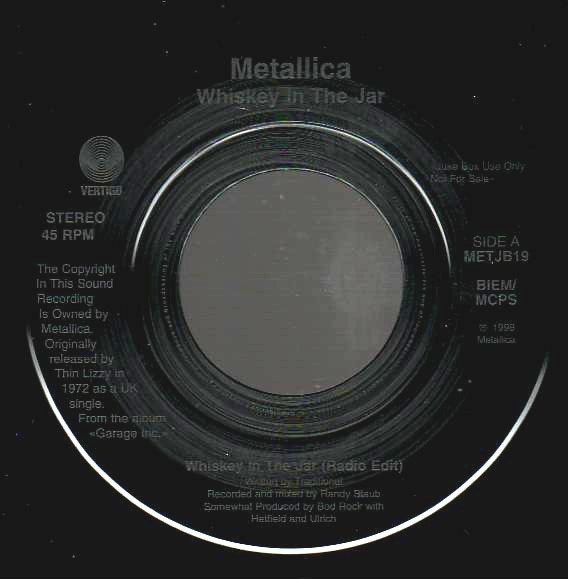 Metallica
Whiskey In The Jar
VERTIGO
STEREO
45 RPM
Juke Box Use Only
Not For Sale
SIDE A
METJB19
BIEM/
MCPS
℗ 1998
Metallica
The Copyright
In This Sound
Recording
Is Owned by
Metallica.
Originally
released by
Thin Lizzy in
1972 as a UK
single.
From the album
«Garage Inc.»
Whiskey In The Jar (Radio Edit)
Written by Traditional
Recorded and mixed by Randy Staub
Somewhat Produced by Bod Rock with
Hetfield and Ulrich